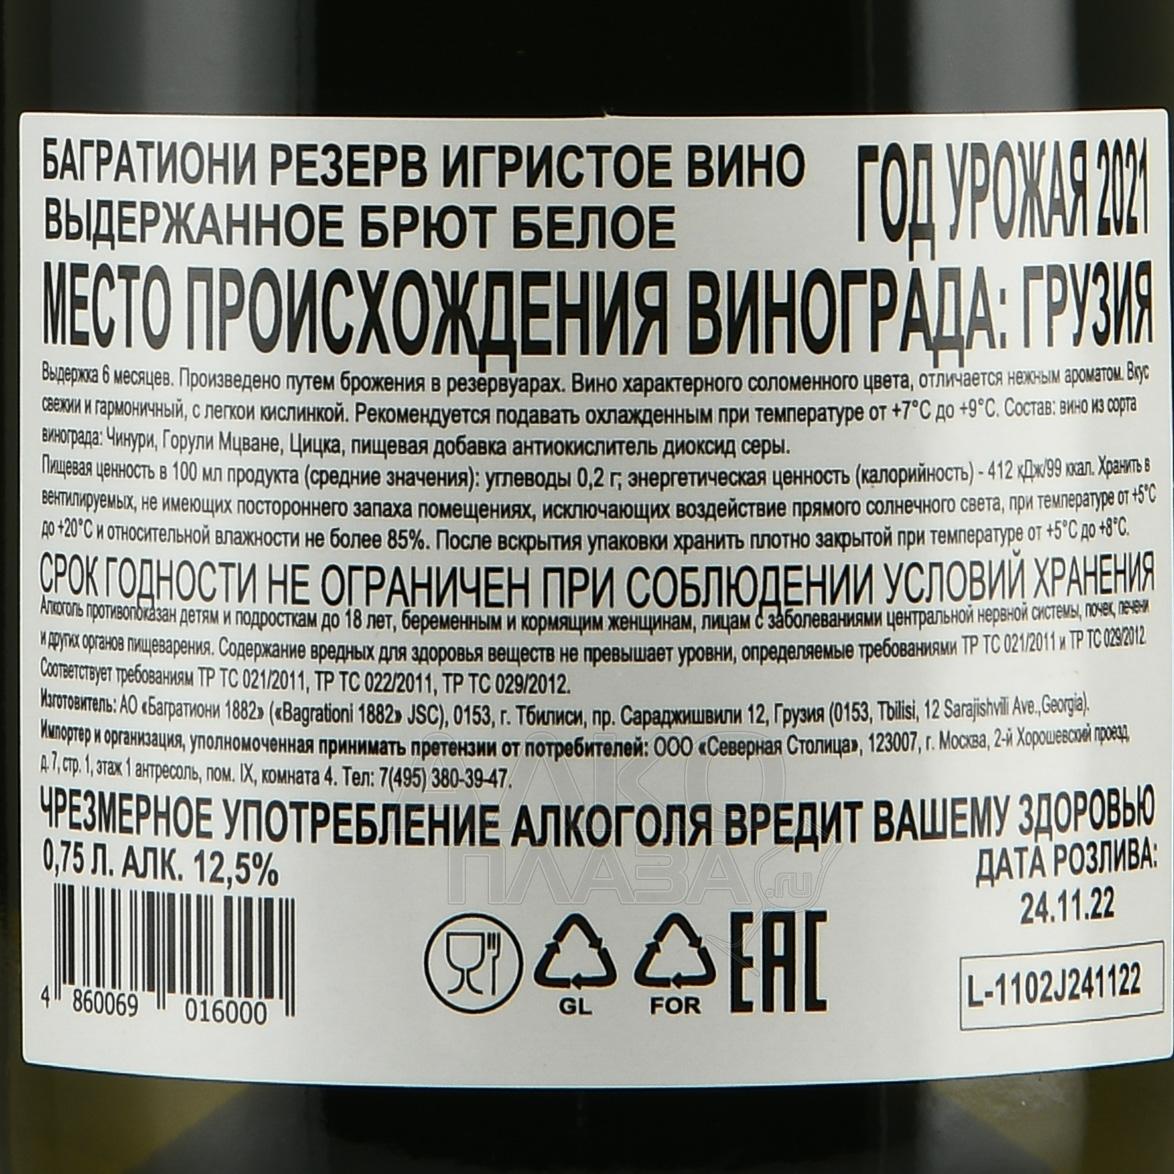 БАГРАТИОНИ РЕЗЕРВ ИГРИСТОЕ ВИНО
ВЫДЕРЖАННОЕ БРЮТ БЕЛОЕ
ГОД УРОЖАЯ 2021
МЕСТО ПРОИСХОЖДЕНИЯ ВИНОГРАДА: ГРУЗИЯ
Выдержка 6 месяцев. Произведено путем брожения в резервуарах. Вино характерного соломенного цвета, отличается нежным ароматом. Вкус
свежии и гармоничный, с легкои кислинкой. Рекомендуется подавать охлажденным при температуре от +7°С до +9°С. Состав: вино из сорта
винограда: Чинури, Горули Мцване, Цицка, пищевая добавка антиокислитель диоксид серы.
Пищевая ценность в 100 мл продукта (средние значения): углеводы 0,2 г; энергетическая ценность (калорийность) - 412 кДж/99 ккал. Хранить в
вентилируемых, не имеющих постороннего запаха помещениях, исключающих воздействие прямого солнечного света, при температуре от +5°С
до +20°С и относительной влажности не более 85%. После вскрытия упаковки хранить плотно закрытой при температуре от +5°С до +8°С.
СРОК ГОДНОСТИ НЕ ОГРАНИЧЕН ПРИ СОБЛЮДЕНИИ УСЛОВИЙ ХРАНЕНИЯ
Алкоголь противопоказан детям и подросткам до 18 лет, беременным и кормящим женщинам, лицам с заболеваниями центральной нервной системы, почек, печени
и других органов пищеварения. Содержание вредных для здоровья веществ не превышает уровни, определяемые требованиями ТР ТС 021/2011 и ТР ТС 029/2012
Соответствует требованиям ТР ТС 021/2011, ТР ТС 022/2011, ТР ТС 029/2012.
Изготовитель: АО «Багратиони 1882» («Bagrationi 1882» JSC), 0153, г. Тбилиси, пр. Сараджишвили 12, Грузия (0153, Tbilisi, 12 Sarajishvili Ave.,Georgia).
Импортер и организация, уполномоченная принимать претензии от потребителей: ООО «Северная Столица», 123007, г. Москва, 2-й Хорошевский проезд,
д. 7, стр. 1, этаж 1 антресоль, пом. IX, комната 4. Тел: 7(495) 380-39-47.
ЧРЕЗМЕРНОЕ УПОТРЕБЛЕНИЕ АЛКОГОЛЯ ВРЕДИТ ВАШЕМУ ЗДОРОВЬЮ
0,75 Л. АЛК. 12,5%
ДАТА РОЗЛИВА:
24.11.22
АЛКО
ПЛАЗА.ru
4 860069 016000
GL
FOR
ЕАС
L-1102J241122